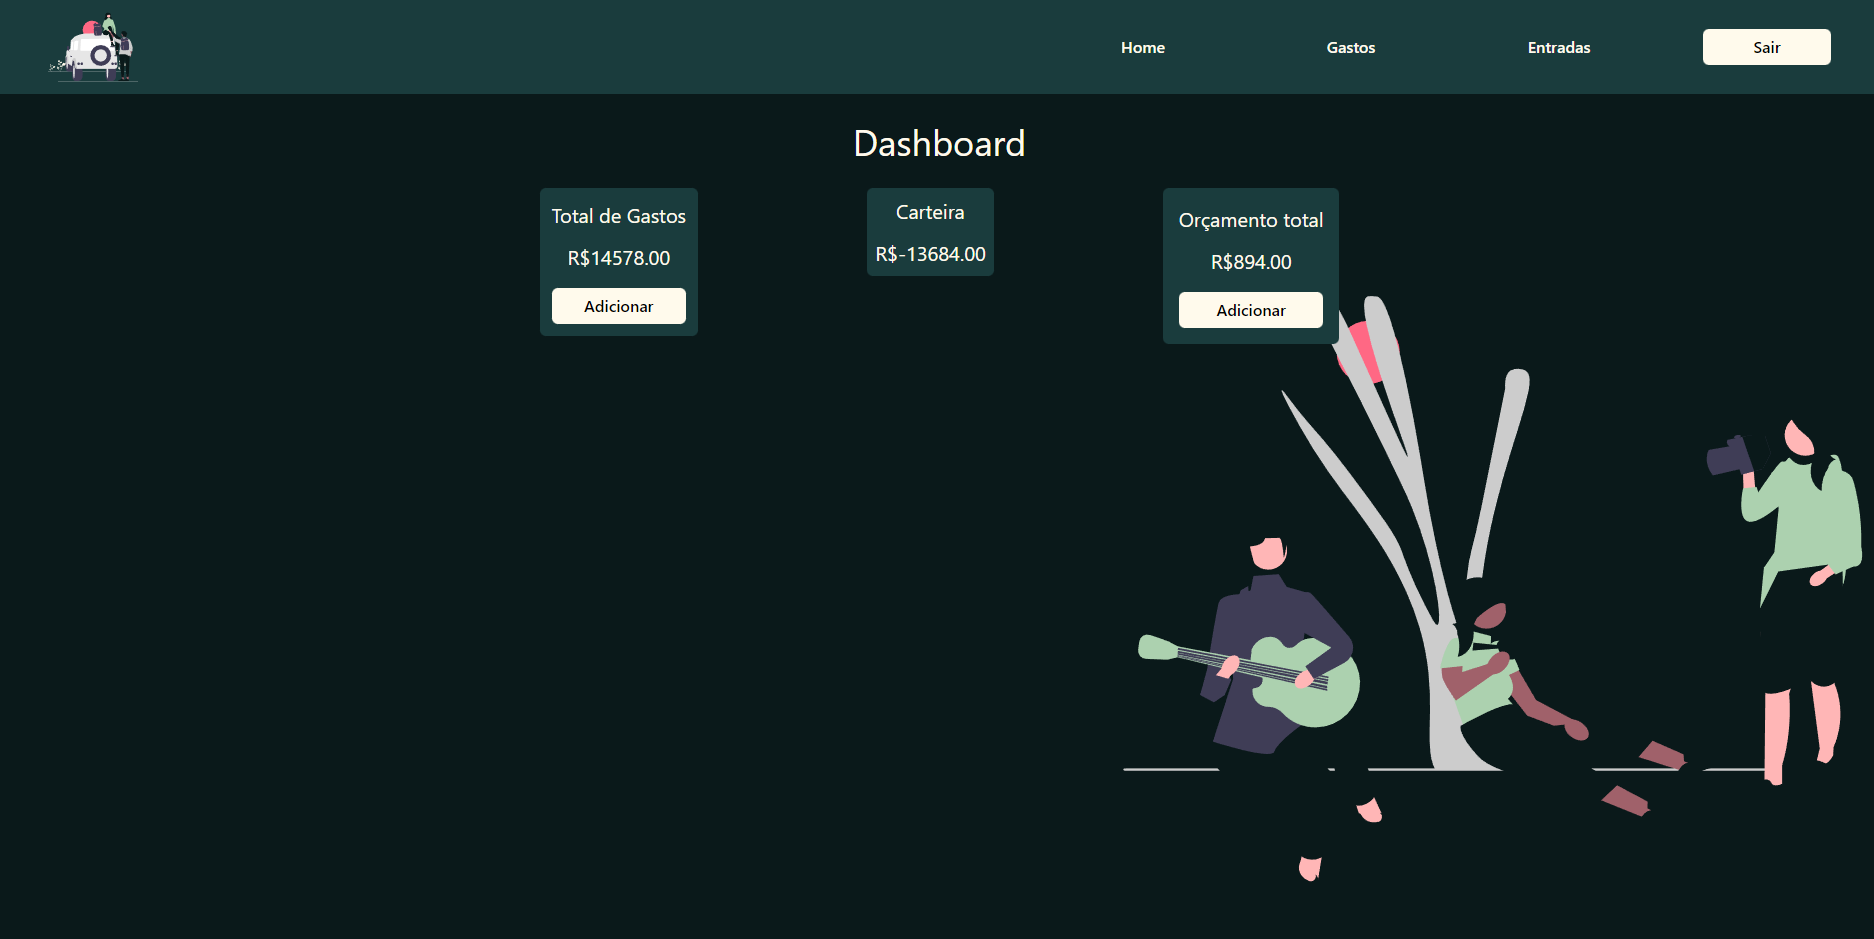 Home
Gastos
Entradas
Sair
Dashboard
Total de Gastos
R$14578.00
Adicionar
Carteira
R$-13684.00
Orçamento total
R$894.00
Adicionar